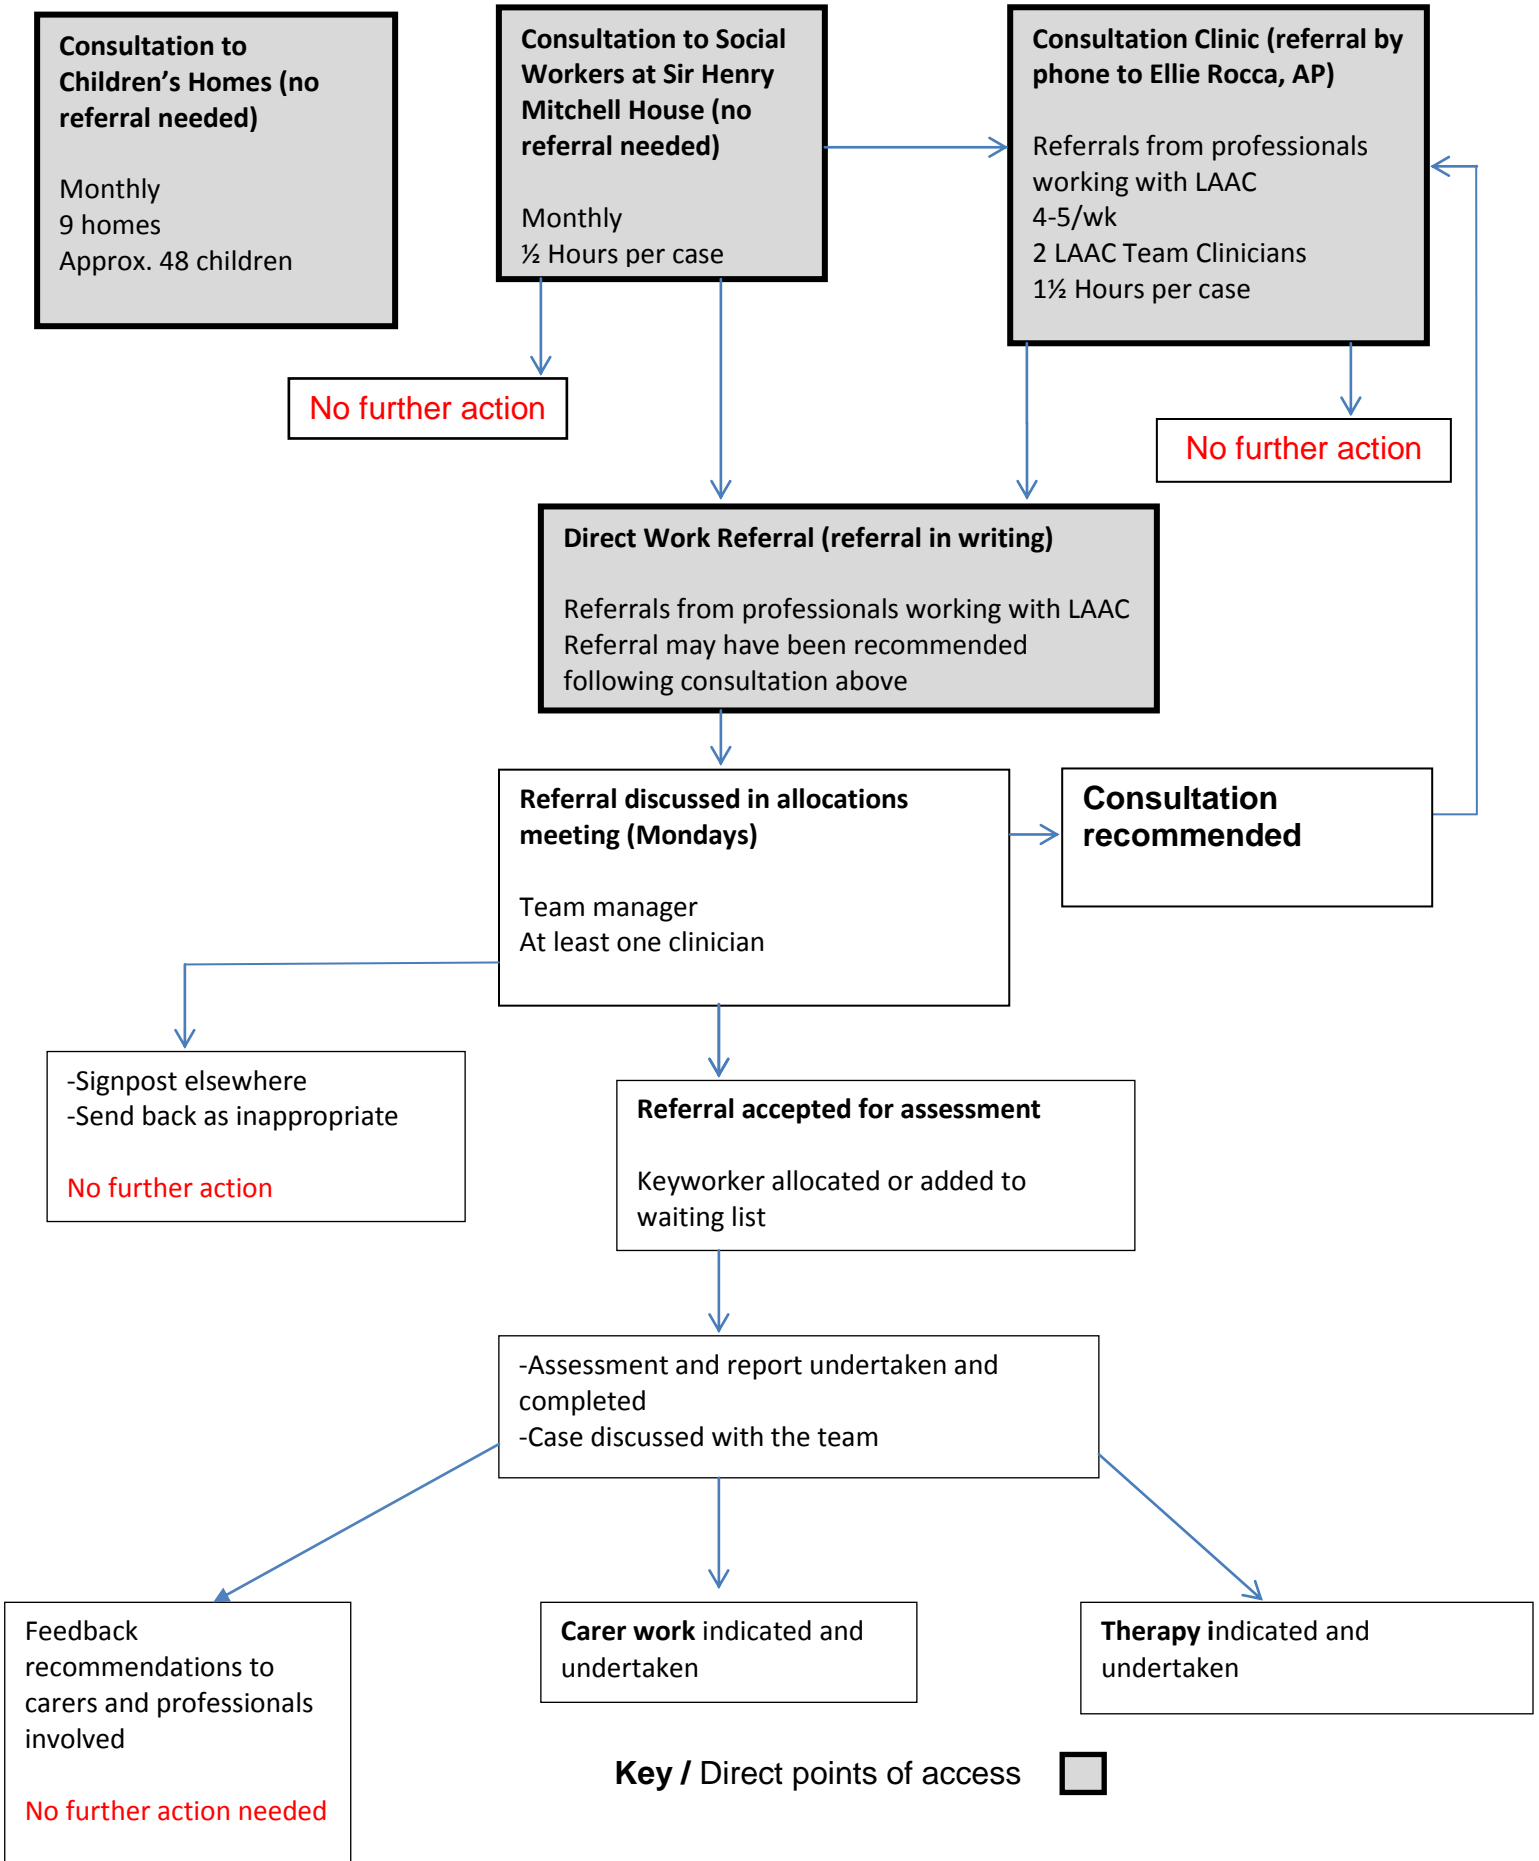 Consultation to
Children’s Homes (no
referral needed)
Monthly
9 homes
Approx. 48 children
Consultation to Social
Workers at Sir Henry
Mitchell House (no
referral needed)
Monthly
½ Hours per case
Consultation Clinic (referral by
phone to Ellie Rocca, AP)
Referrals from professionals
working with LAAC
4-5/wk
2 LAAC Team Clinicians
1½ Hours per case
No further action
No further action
Direct Work Referral (referral in writing)
Referrals from professionals working with LAAC
Referral may have been recommended
following consultation above
Referral discussed in allocations
meeting (Mondays)
Team manager
At least one clinician
Consultation
recommended
-Signpost elsewhere
-Send back as inappropriate
No further action
Referral accepted for assessment
Keyworker allocated or added to
waiting list
-Assessment and report undertaken and
completed
-Case discussed with the team
Feedback
recommendations to
carers and professionals
involved
No further action needed
Carer work indicated and
undertaken
Therapy indicated and
undertaken
Key / Direct points of access